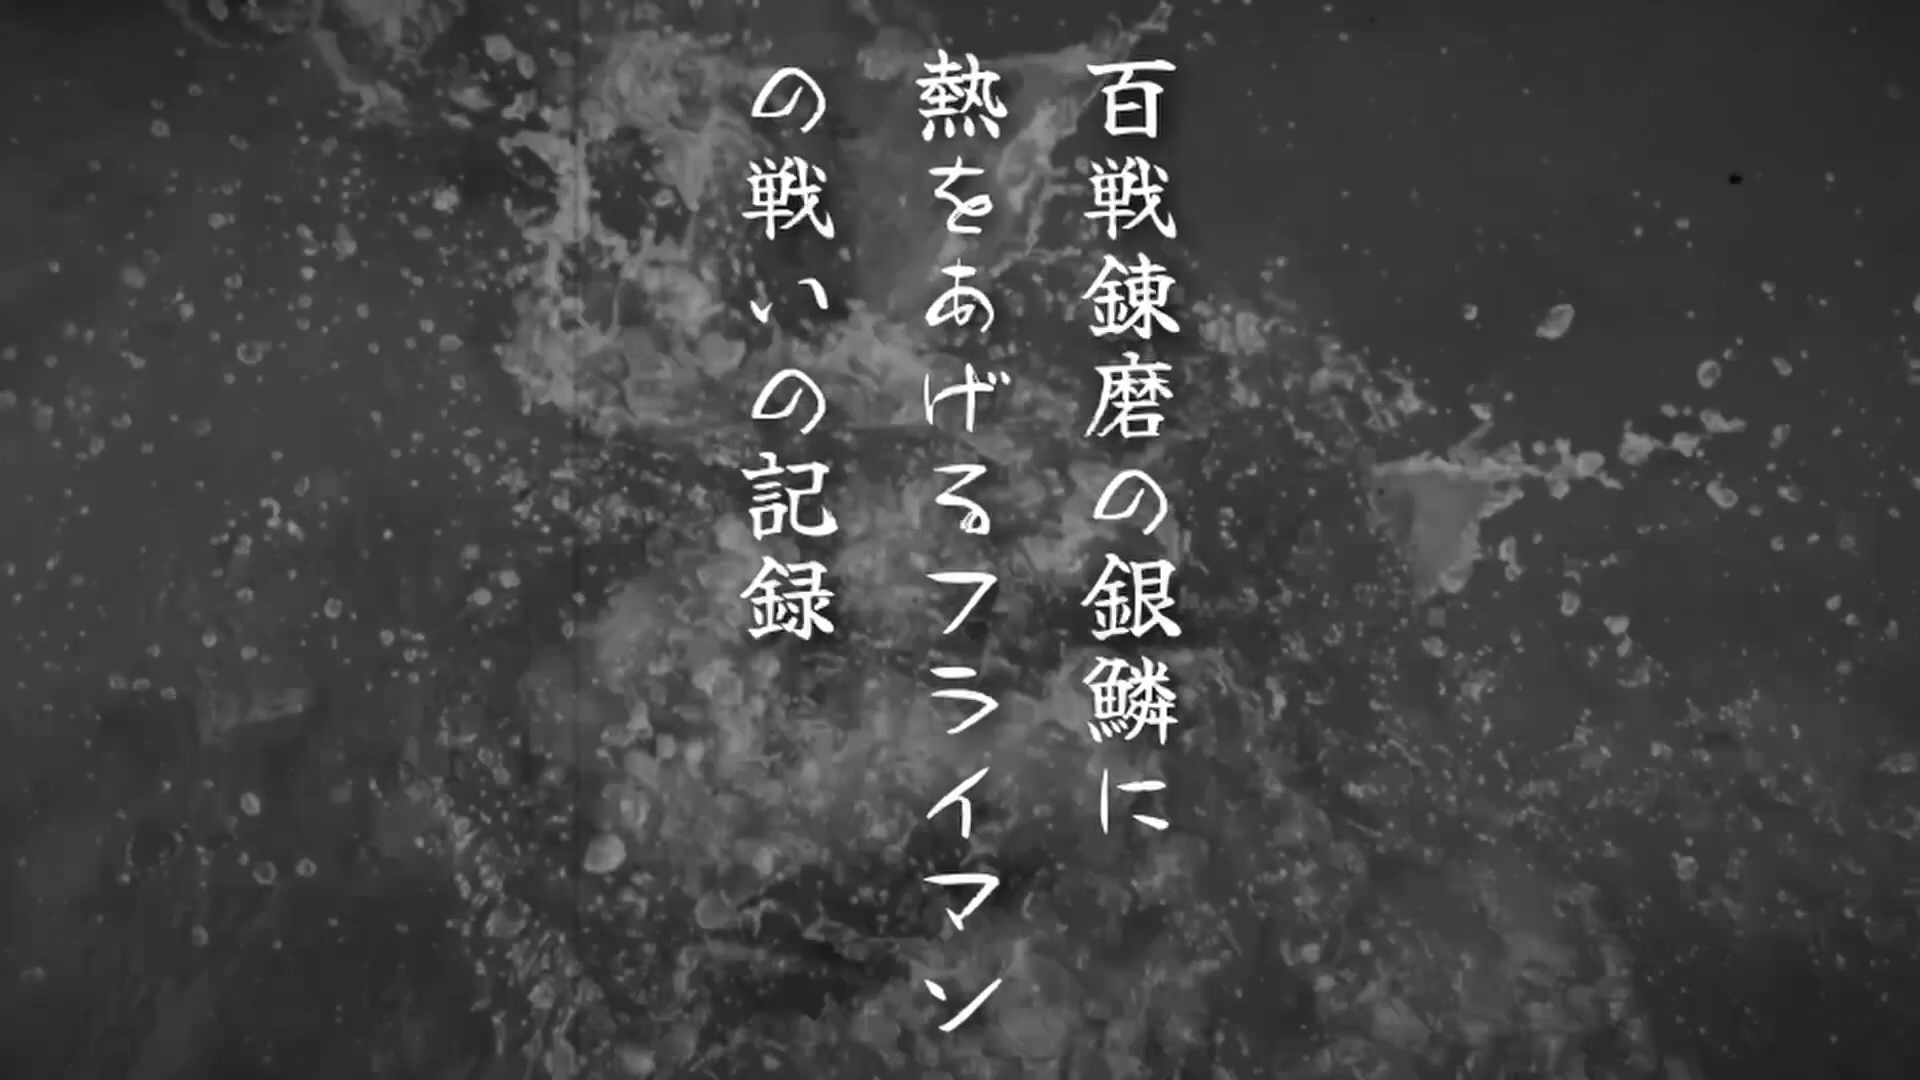 百戦錬磨の銀鱗に
熱をあげるフライマン
の戦いの記録